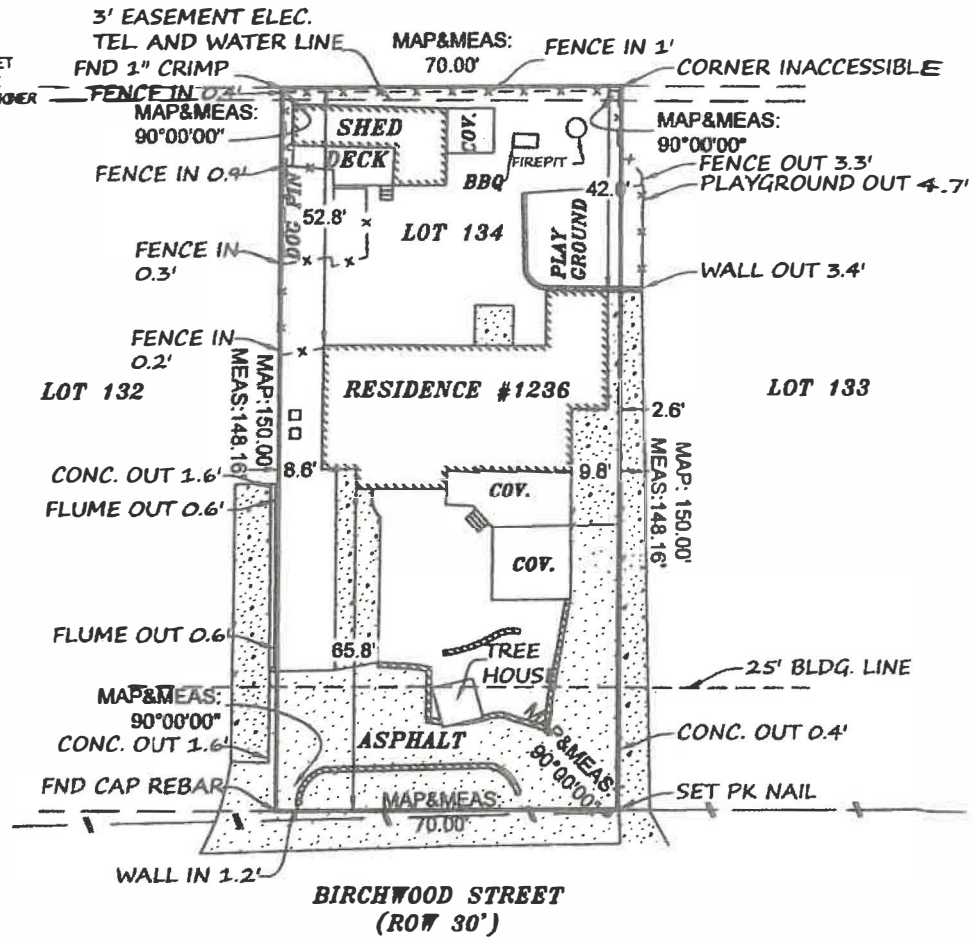 3' EASEMENT ELEC.
TEL AND WATER LINE
MAP&MEAS:
70.00'
FENCE IN 1'
FND 1" CRIMP
CORNER INACCESSIBLE
FENCE IN 0.4'
MAP&MEAS:
90°00'00"
SHED
COV.
MAP&MEAS:
90°00'00"
DECK
FIREPIT
BBQ
FENCE IN 0.9'
FENCE OUT 3.3'
PLAYGROUND OUT 4.7'
DOG PIN
52.8'
LOT 134
PLAY
GROUND
FENCE IN
0.3'
WALL OUT 3.4'
FENCE IN
0.2'
LOT 132
RESIDENCE #1236
LOT 133
MAP:150.00'
MEAS:148.16'
2.6'
MAP: 150.00'
MEAS:148.16'
CONC. OUT 1.6'
8.6'
9.8'
COV.
FLUME OUT 0.6'
COV.
FLUME OUT 0.6'
65.8'
TREE
25' BLDG. LINE
MAP&MEAS:
90°00'00"
CONC. OUT 1.6'
ASPHALT
90°00'00"
CONC. OUT 0.4'
FND CAP REBAR
MAP&MEAS:
70.00'
SET PK NAIL
WALL IN 1.2'
BIRCHWOOD STREET
(ROW 30')